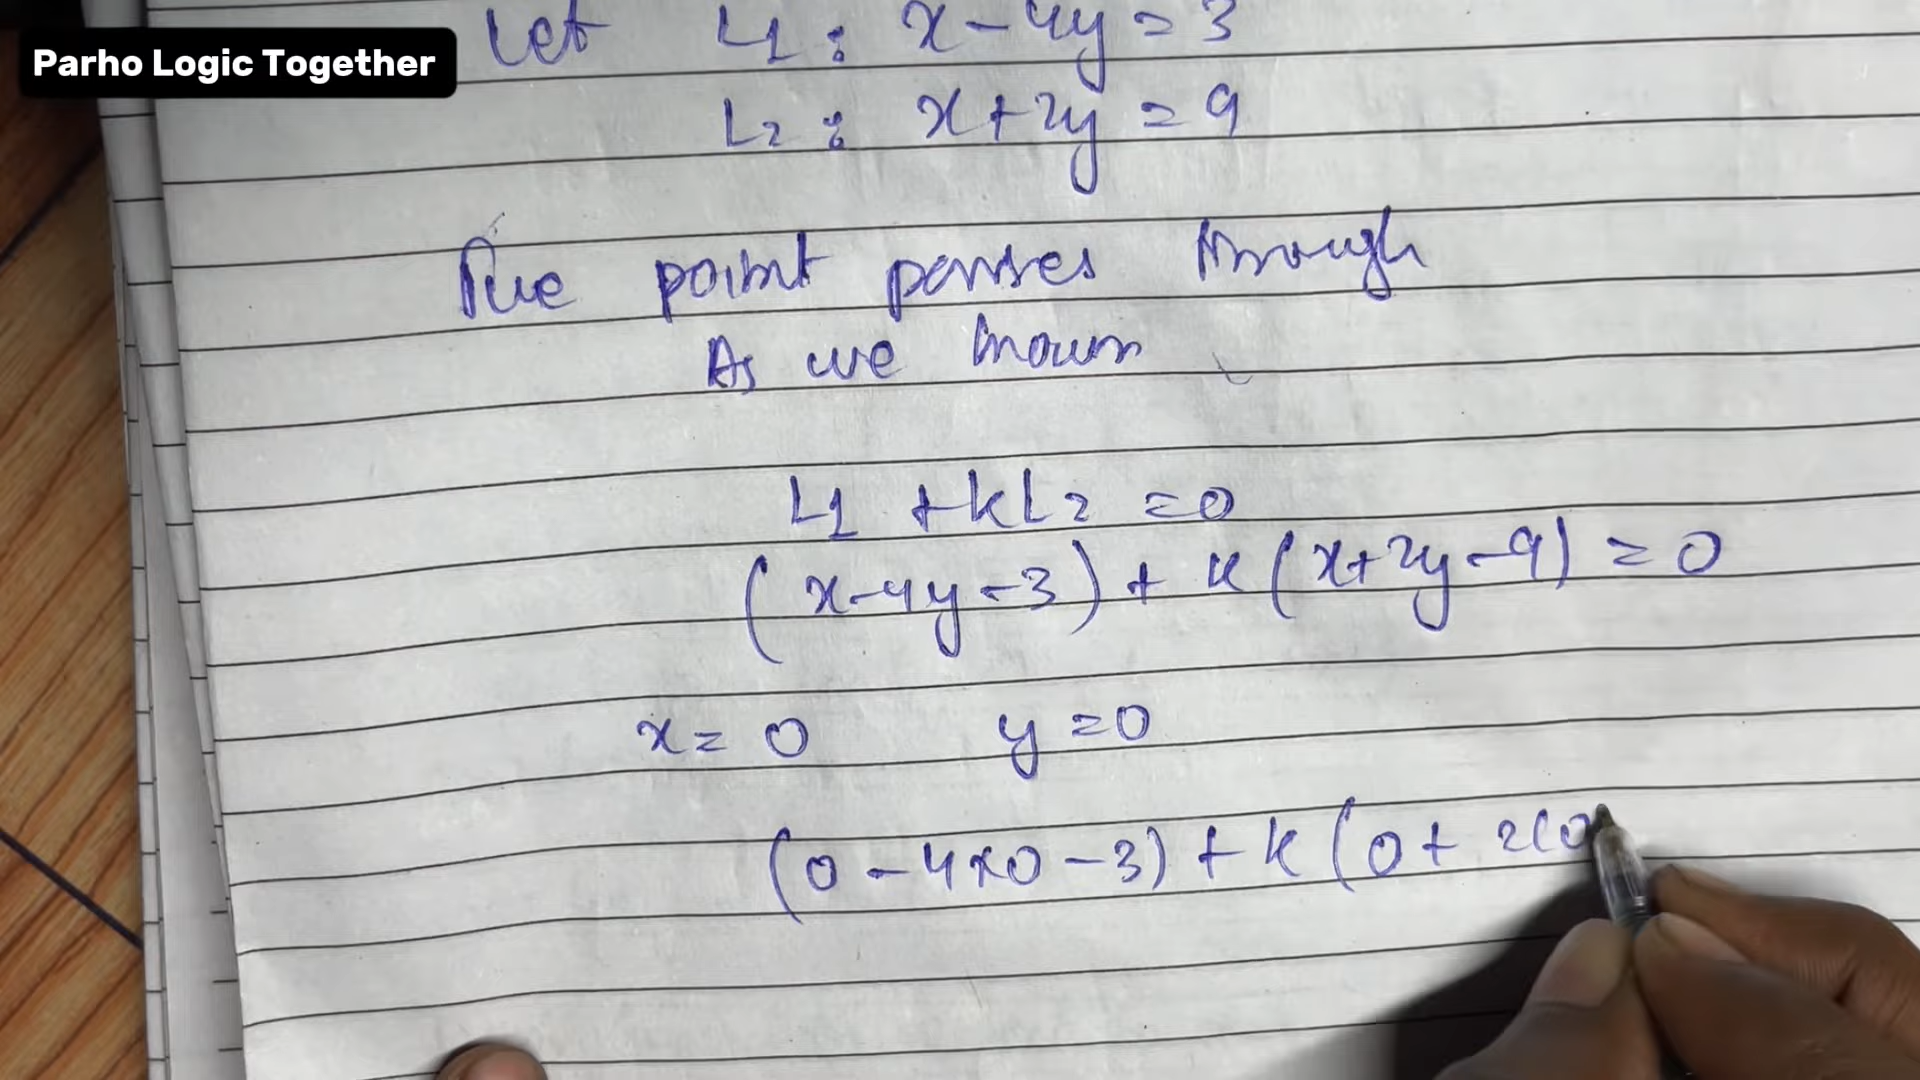 Parho Logic Together
Let L1 : x - 4y = 3
L2 : x + 2y = 9
The point passes through
As we known
L1 + kL2 = 0
(x - 4y - 3) + k(x + 2y - 9) = 0
x = 0 y = 0
(0 - 4×0 - 3) + k(0 + 2(0